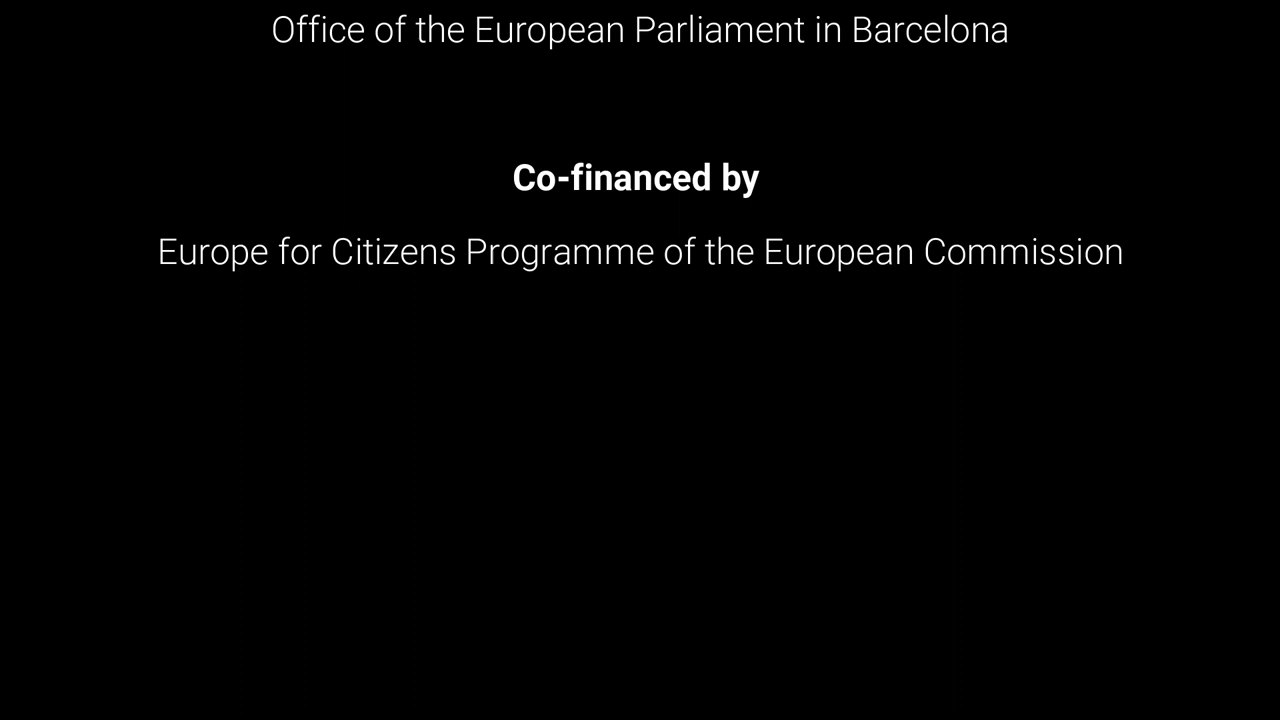 Office of the European Parliament in Barcelona
Co-financed by
Europe for Citizens Programme of the European Commission